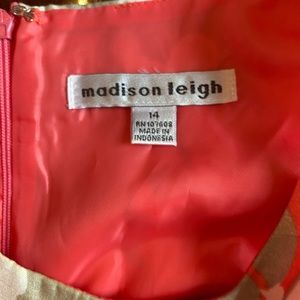 madison leigh
14
RN107608
MADE IN
INDONESIA